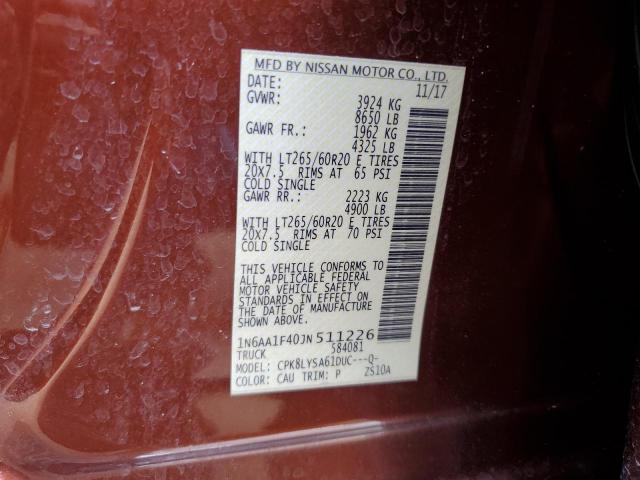 MFD BY NISSAN MOTOR CO., LTD.
DATE: 11/17
GVWR: 3924 KG
8650 LB
GAWR FR.: 1962 KG
4325 LB
WITH LT265/60R20 E TIRES
20X7.5 RIMS AT 65 PSI
COLD SINGLE
GAWR RR.: 2223 KG
4900 LB
WITH LT265/60R20 E TIRES
20X7.5 RIMS AT 70 PSI
COLD SINGLE
THIS VEHICLE CONFORMS TO
ALL APPLICABLE FEDERAL
MOTOR VEHICLE SAFETY
STANDARDS IN EFFECT ON
THE DATE OF MANUFACTURE
SHOWN ABOVE.
1N6AA1F40JN511226
TRUCK 584081
MODEL: CPK8LYSA61DUC---Q-
COLOR: CAU TRIM: P ZS10A